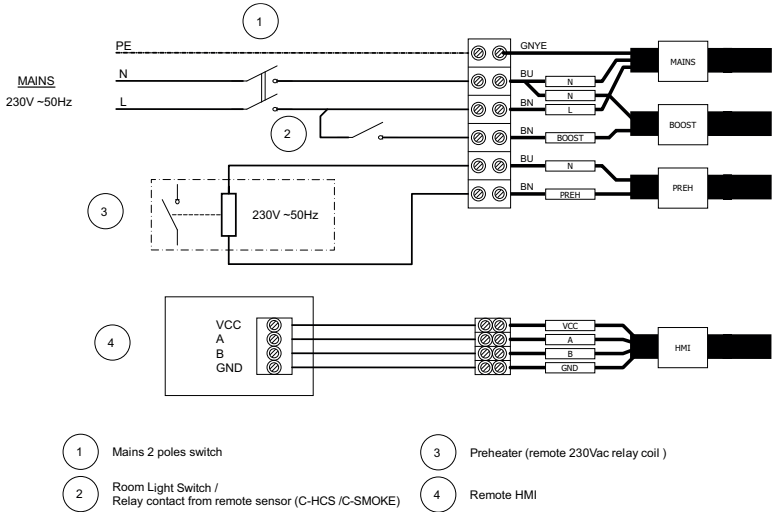 1
PE
GNYE
MAINS
MAINS
230V ~50Hz
N
BU
N
N
L
BN
L
2
BN
BOOST
BOOST
BU
N
3
230V ~50Hz
BN
PREH
PREH
4
VCC
VCC
A
A
B
B
GND
GND
HMI
1 Mains 2 poles switch
3 Preheater (remote 230Vac relay coil )
2 Room Light Switch /
Relay contact from remote sensor (C-HCS /C-SMOKE)
4 Remote HMI